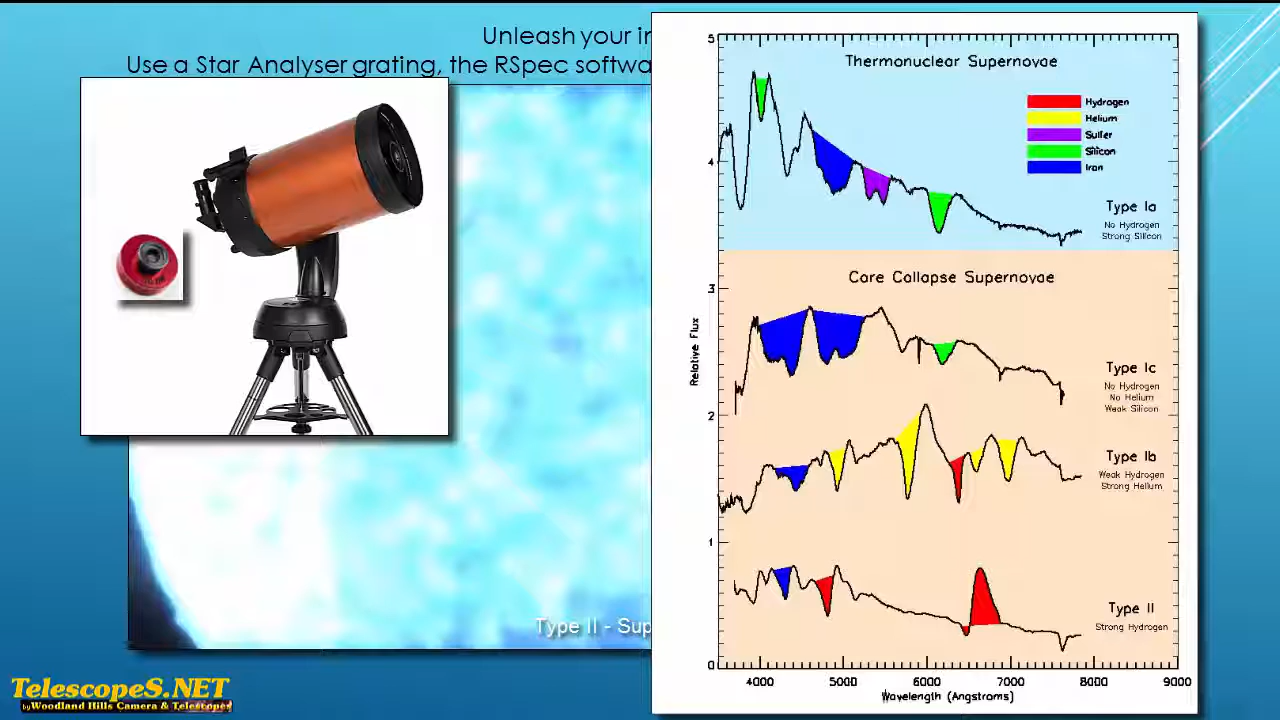 Unleash your
Use a Star Analyser grating, the RSpec
Type II -
5
Thermonuclear Supernovae
Hydrogen
Helium
Sulfer
Silicon
Iron
4
Type Ia
No Hydrogen
Strong Silicon
Core Collapse Supernovae
3
Relative Flux
Type Ic
No Hydrogen
No Helium
Weak Silicon
2
Type Ib
Weak Hydrogen
Strong Helium
1
Type II
Strong Hydrogen
0
4000 5000 6000 7000 8000 9000
Wavelength (Angstroms)
TelescopeS.NET
by Woodland Hills Camera & Telescopes